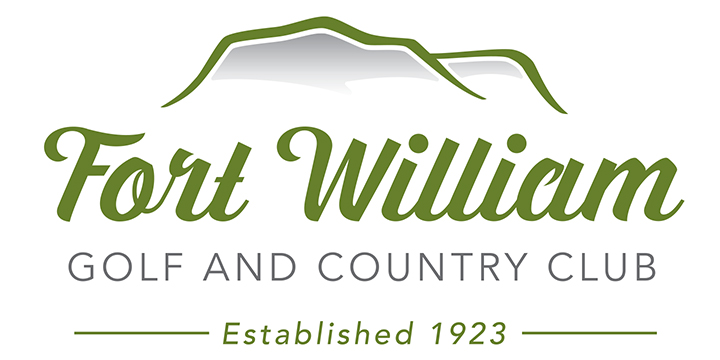 Fort William
GOLF AND COUNTRY CLUB
Established 1923